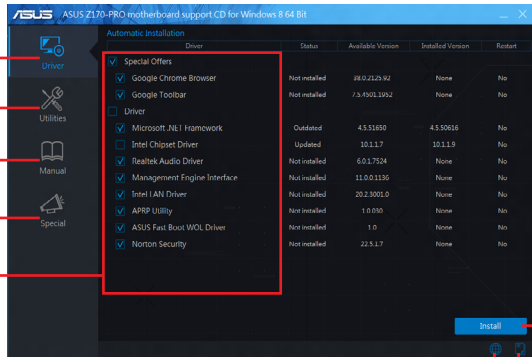 ASUS ASUS Z170-PRO motherboard support CD for Windows 8 64 Bit
Automatic Installation
Driver Status Available Version Installed Version Restart
Special Offers
Google Chrome Browser Not installed 38.0.2125.92 None No
Google Toolbar Not installed 7.5.4501.1952 None No
Driver
Microsoft .NET Framework Outdated 4.5.51650 4.5.50616 No
Intel Chipset Driver Updated 10.1.1.7 10.1.1.9 No
Realtek Audio Driver Not installed 6.0.1.7524 None No
Management Engine Interface Not installed 11.0.0.1136 None No
Intel LAN Driver Not installed 20.2.3001.0 None No
APRP Utility Not installed 1.0.030 None No
ASUS Fast Boot WOL Driver Not installed 1.0 None No
Norton Security Not installed 22.5.1.7 None No
Driver
Utilities
Manual
Special
Install